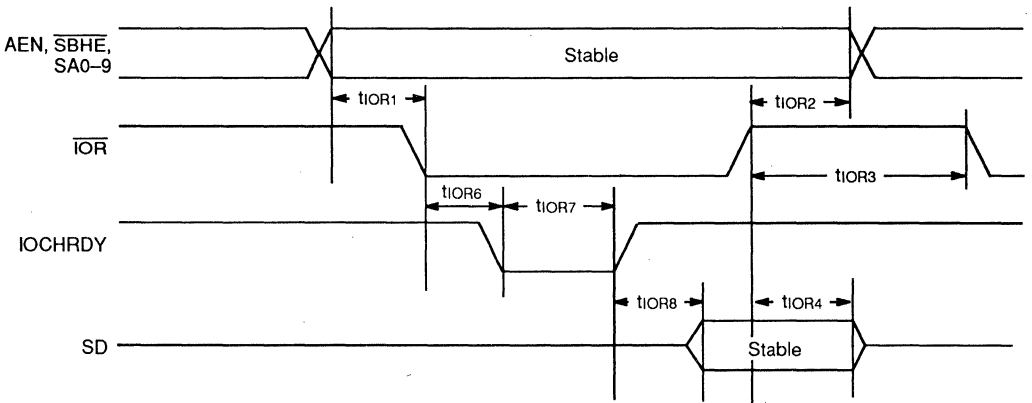 AEN, SBHE,
SA0–9
Stable
tIOR1
tIOR2
IOR
tIOR3
tIOR6
tIOR7
IOCHRDY
tIOR8
tIOR4
SD
Stable